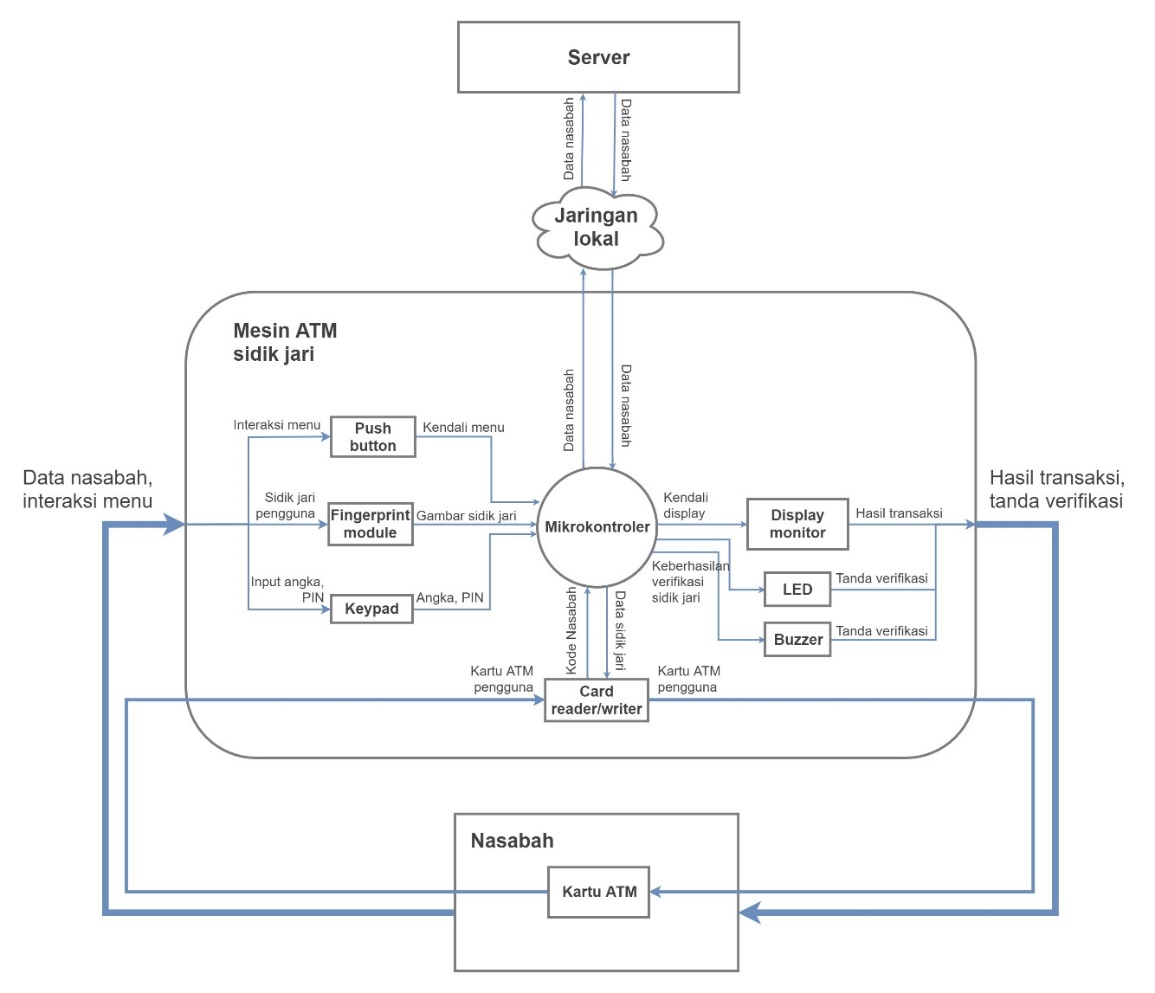 Server
Data nasabah
Data nasabah
Jaringan
lokal
Mesin ATM
sidik jari
Data nasabah
Data nasabah
Interaksi menu
Push
button
Kendali menu
Data nasabah,
interaksi menu
Sidik jari
pengguna
Fingerprint
module
Gambar sidik jari
Mikrokontroler
Kendali
display
Display
monitor
Hasil transaksi
Hasil transaksi,
tanda verifikasi
Input angka,
PIN
Keypad
Angka, PIN
Keberhasilan
verifikasi
sidik jari
LED
Tanda verifikasi
Buzzer
Tanda verifikasi
Kode Nasabah
Data sidik jari
Kartu ATM
pengguna
Card
reader/writer
Kartu ATM
pengguna
Nasabah
Kartu ATM